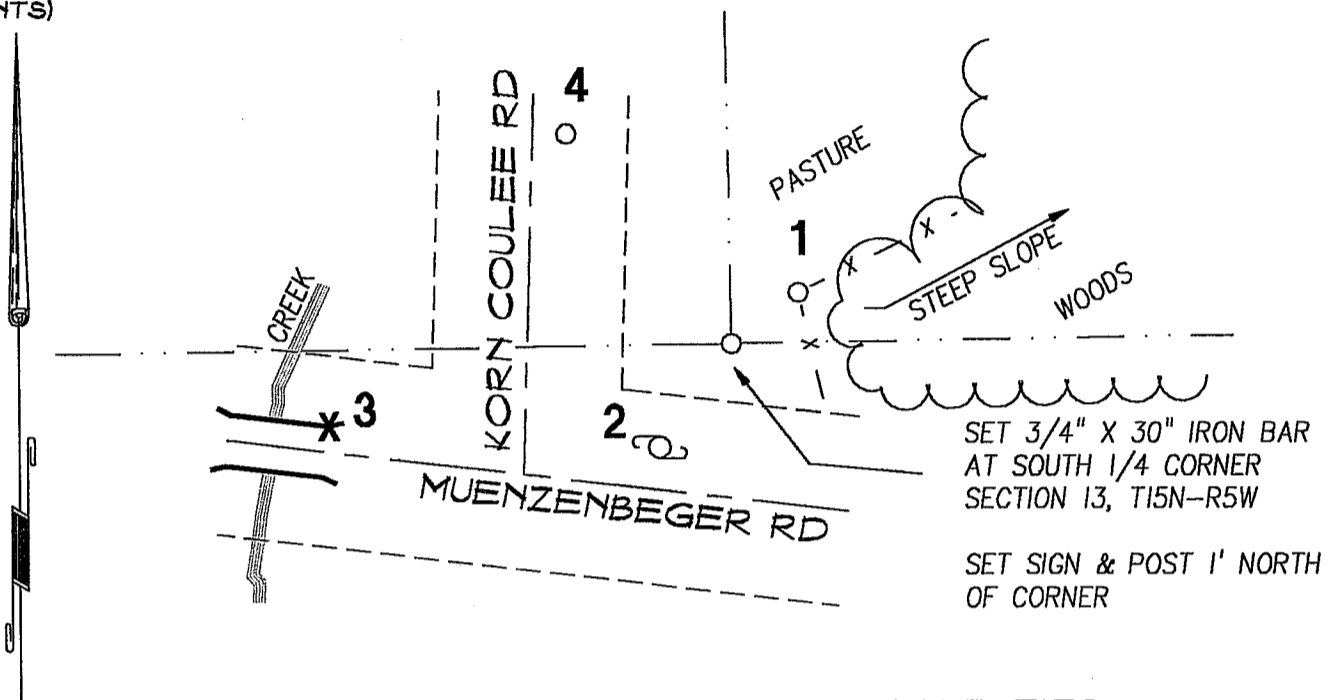 NTS)
4
KORN COULEE RD
PASTURE
1
STEEP SLOPE
WOODS
CREEK
3
2
MUENZENBEGER RD
SET 3/4" X 30" IRON BAR
AT SOUTH 1/4 CORNER
SECTION 13, T15N-R5W
SET SIGN & POST 1' NORTH
OF CORNER